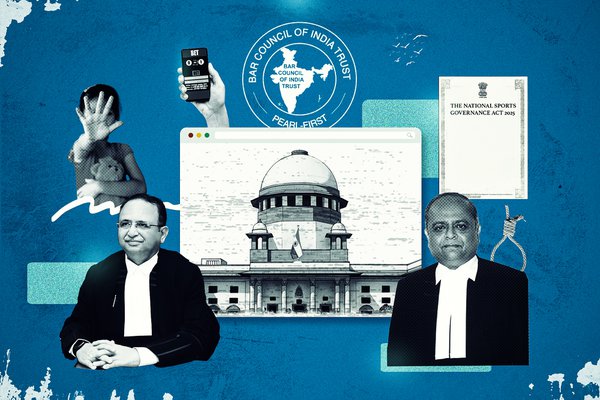 BET
BAR COUNCIL OF INDIA TRUST
BAR
COUNCIL
OF INDIA
TRUST
PEARL-FIRST
THE NATIONAL SPORTS
GOVERNANCE ACT 2025